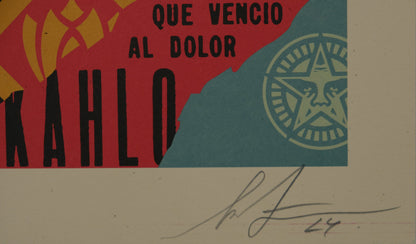 QUE VENCIO
AL DOLOR
KAHLO
24